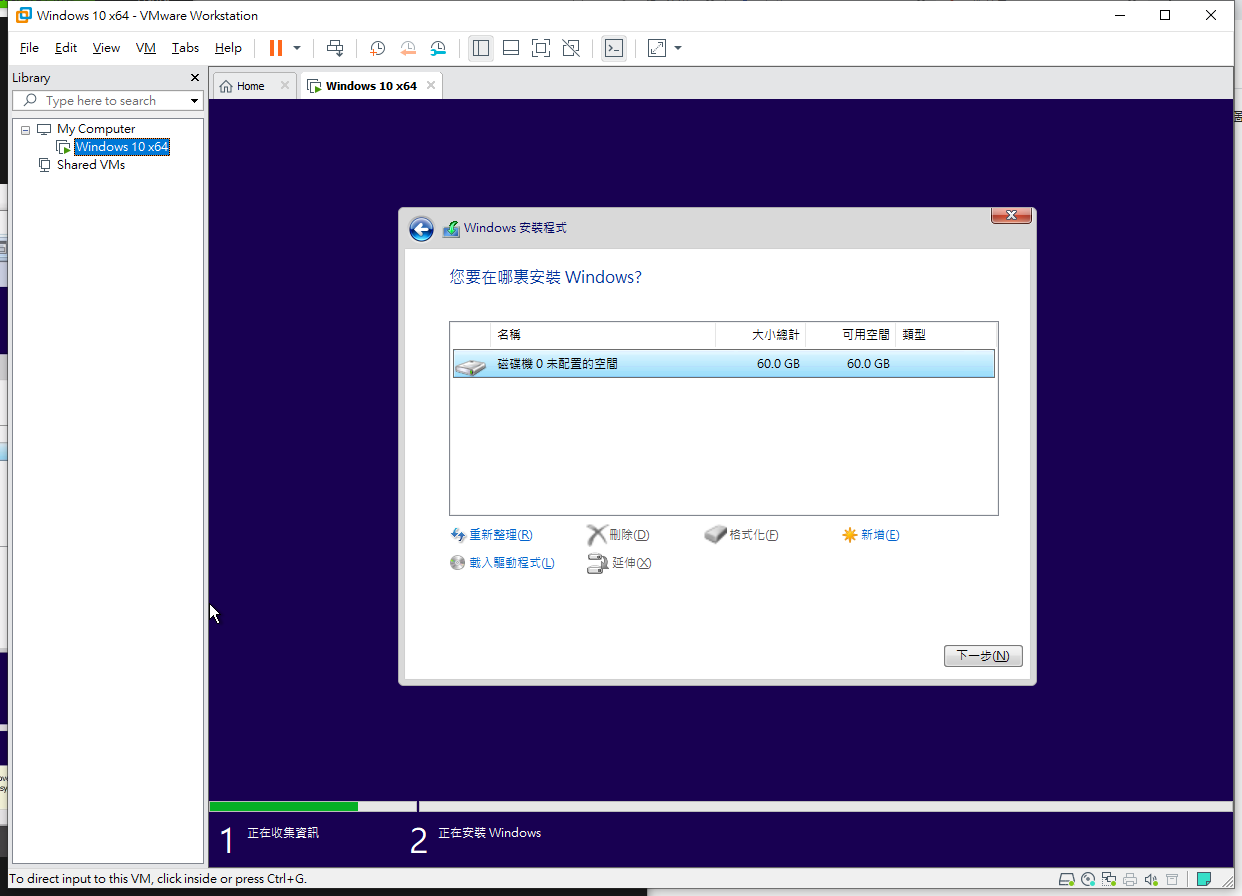 Windows 10 x64 - VMware Workstation
File Edit View VM Tabs Help
Library
Type here to search
Home
Windows 10 x64
My Computer
Windows 10 x64
Shared VMs
Windows 安裝程式
您要在哪裏安裝 Windows?
名稱 大小總計 可用空間 類型
磁碟機 0 未配置的空間 60.0 GB 60.0 GB
重新整理(R) 刪除(D) 格式化(F) 新增(E)
載入驅動程式(L) 延伸(X)
下一步(N)
1 正在收集資訊 2 正在安裝 Windows
To direct input to this VM, click inside or press Ctrl+G.